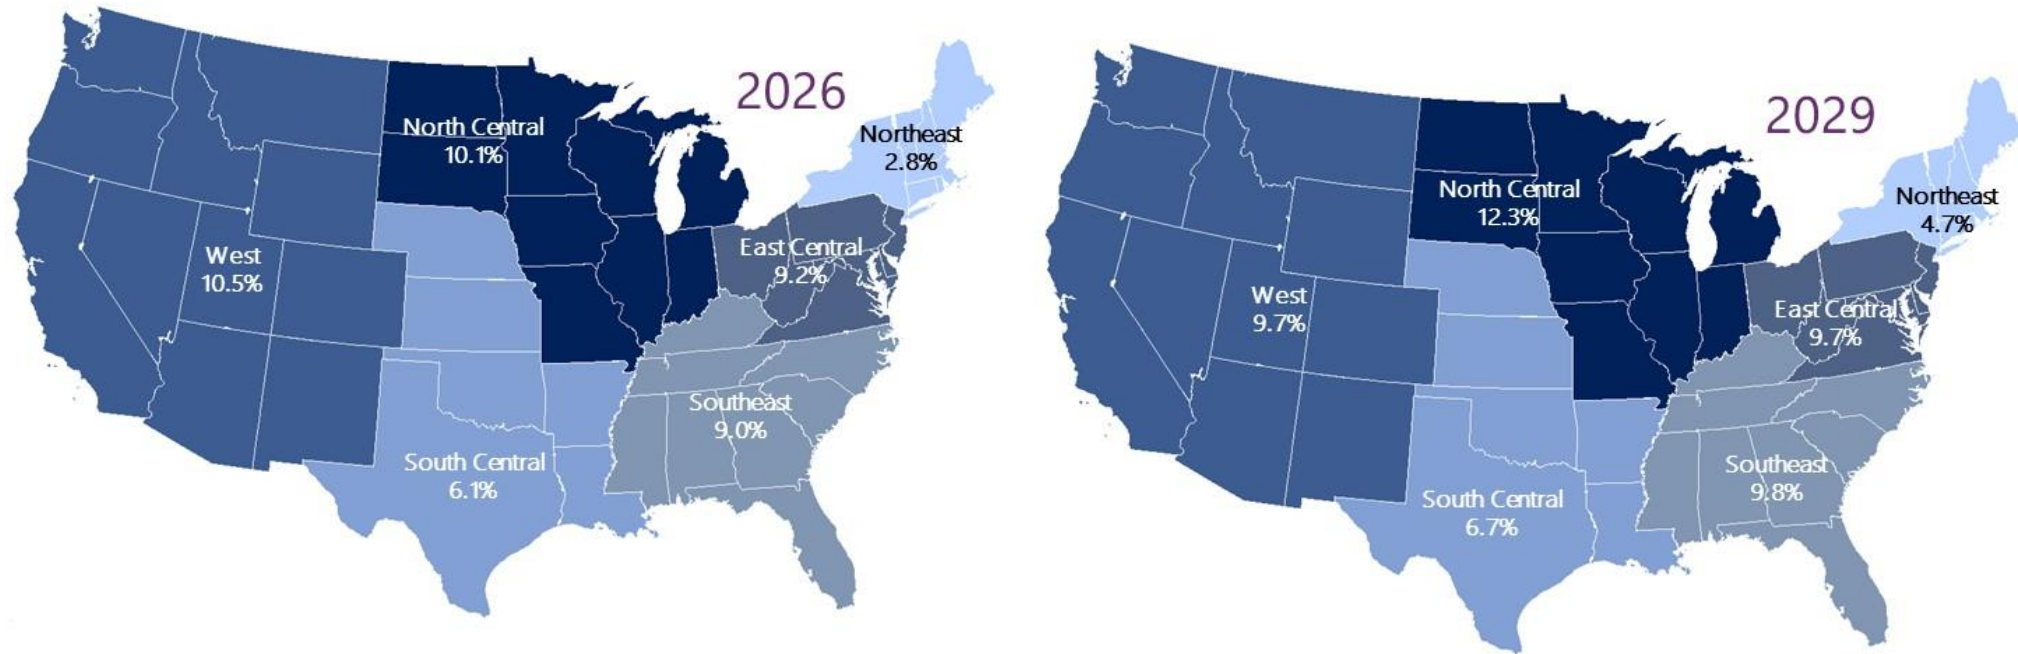 2026
North Central
10.1%
Northeast
2.8%
West
10.5%
East Central
9.2%
Southeast
9.0%
South Central
6.1%
2029
North Central
12.3%
Northeast
4.7%
West
9.7%
East Central
9.7%
Southeast
9.8%
South Central
6.7%